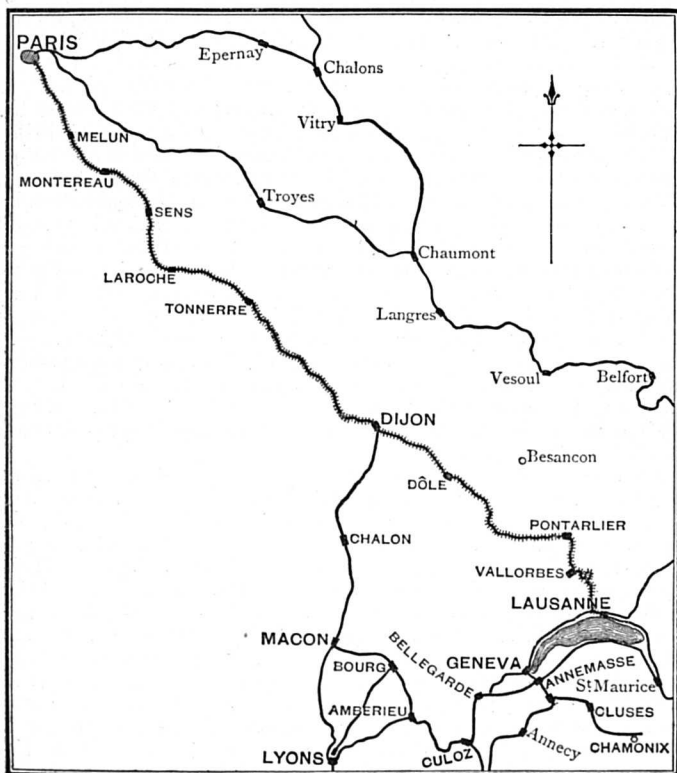 PARIS
Epernay
Chalons
Vitry
MELUN
MONTEREAU
SENS
Troyes
Chaumont
LAROCHE
TONNERRE
Langres
Vesoul
Belfort
DIJON
Besancon
DÔLE
PONTARLIER
CHALON
VALLORBES
LAUSANNE
MACON
BOURG
BELLEGARDE
GENEVA
ANNEMASSE
St. Maurice
AMBERIEU
CLUSES
LYONS
CULOZ
Annecy
CHAMONIX